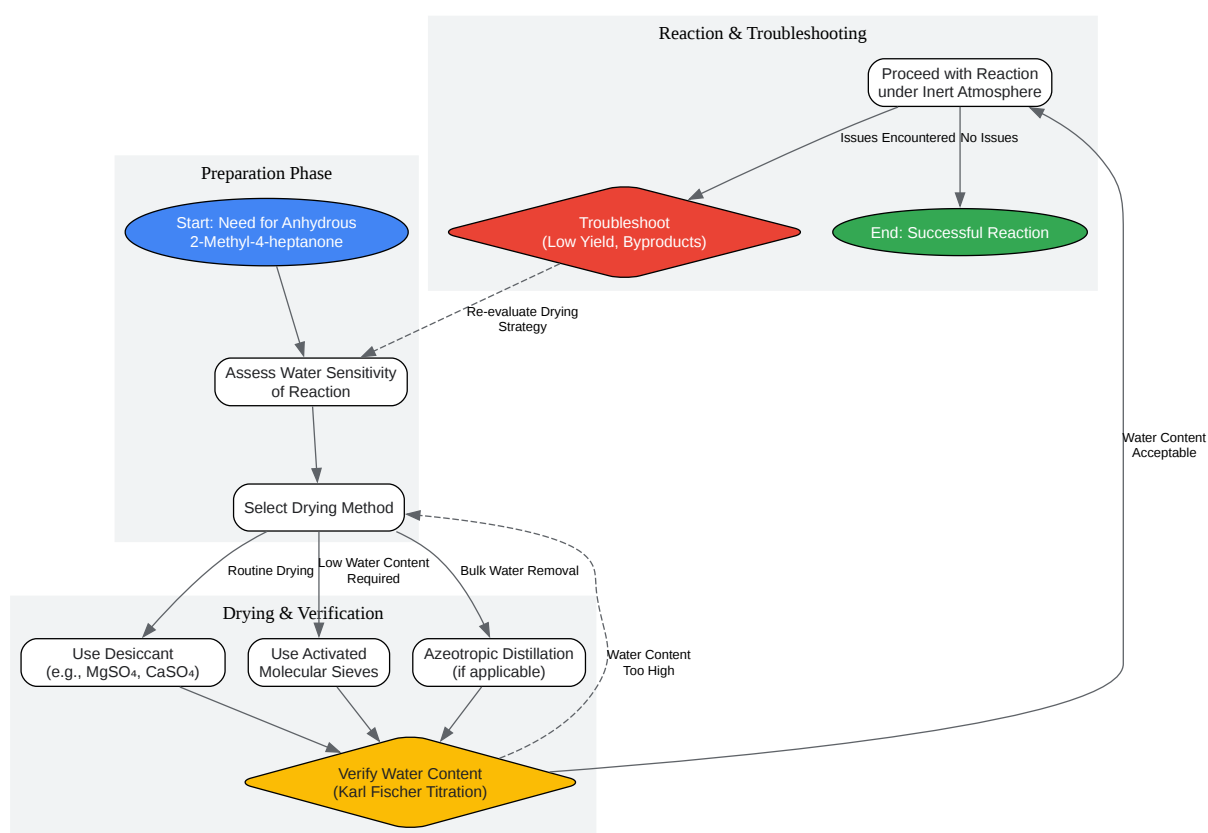 Reaction & Troubleshooting
Proceed with Reaction
under Inert Atmosphere
Issues Encountered
No Issues
Preparation Phase
Start: Need for Anhydrous
2-Methyl-4-heptanone
Troubleshoot
(Low Yield, Byproducts)
End: Successful Reaction
Re-evaluate Drying
Strategy
Assess Water Sensitivity
of Reaction
Water Content
Acceptable
Select Drying Method
Routine Drying
Low Water Content
Required
Bulk Water Removal
Drying & Verification
Use Desiccant
(e.g., MgSO₄, CaSO₄)
Use Activated
Molecular Sieves
Azeotropic Distillation
(if applicable)
Water Content
Too High
Verify Water Content
(Karl Fischer Titration)